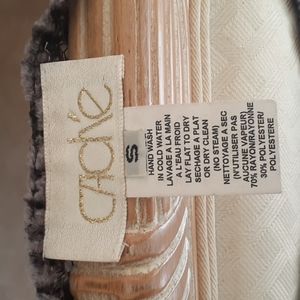 CACHE
S
HAND WASH
IN COLD WATER
LAVAGE A LA MAIN
A L'EAU FROID
LAY FLAT TO DRY
SECHAGE A PLAT
OR DRY CLEAN
(NO STEAM)
NETTOYAGE A SEC
(N'UTILISER PAS
AUCUNE VAPEUR)
70% RAYON/RAYONNE
30% POLYESTER/
POLYESTERE